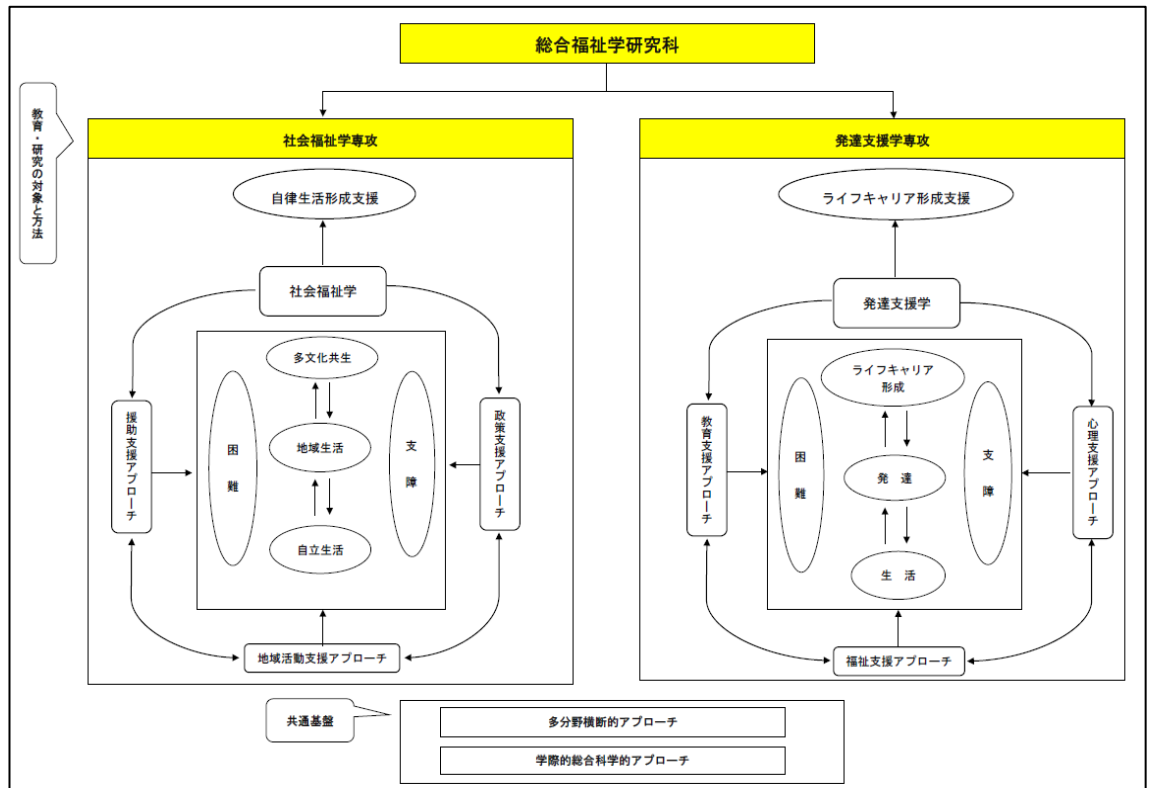 総合福祉学研究科
教育・研究の対象と方法
社会福祉学専攻
自律生活形成支援
社会福祉学
多文化共生
援助支援アプローチ
困難
地域生活
支障
政策支援アプローチ
自立生活
地域活動支援アプローチ
発達支援学専攻
ライフキャリア形成支援
発達支援学
ライフキャリア
形成
教育支援アプローチ
困難
発 達
支障
心理支援アプローチ
生 活
福祉支援アプローチ
共通基盤
多分野横断的アプローチ
学際的総合科学的アプローチ